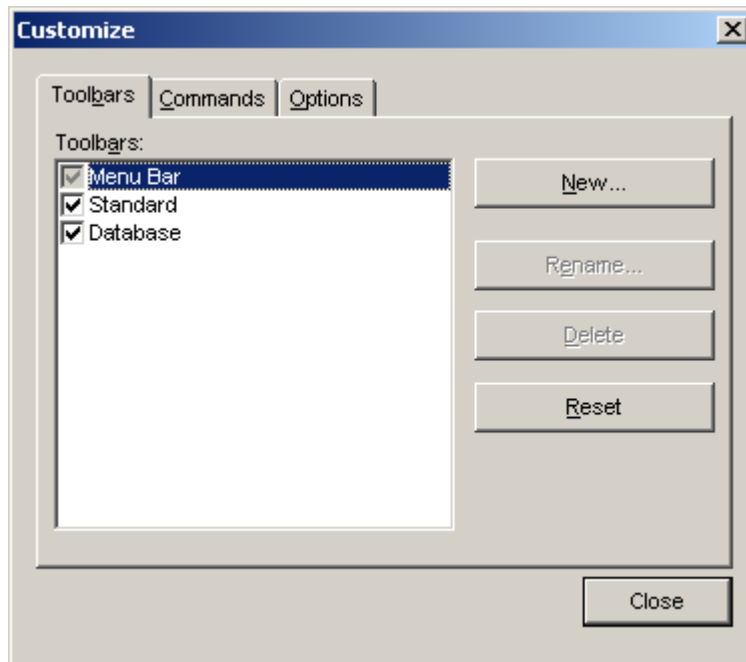 Customize
Toolbars Commands Options
Toolbars:
Menu Bar
Standard
Database
New...
Rename...
Delete
Reset
Close